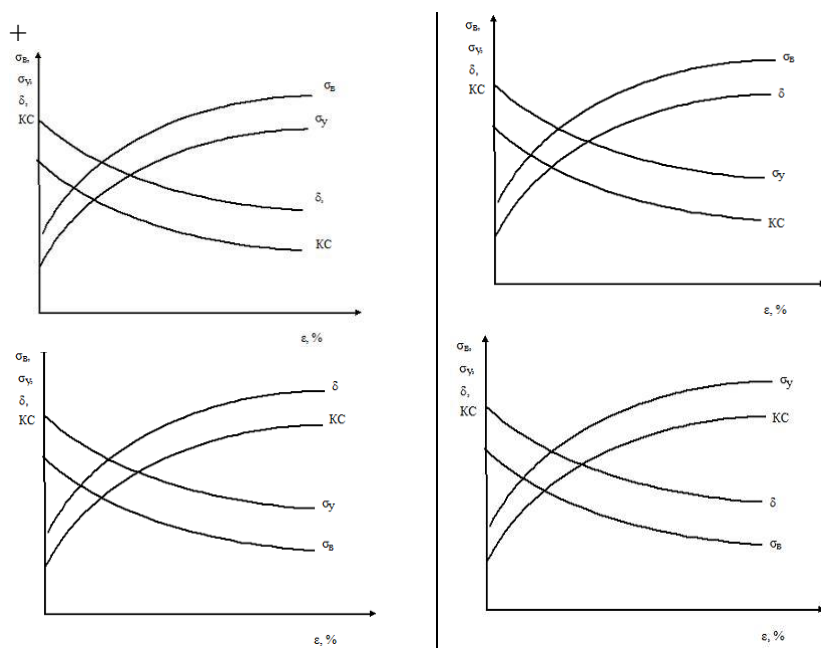 +
σв,
σу,
δ,
КС
σв
σу
δ,
КС
ε, %
σв,
σу,
δ,
КС
σв
δ
σу
КС
ε, %
σв,
σу,
δ,
КС
δ
КС
σу
σв
ε, %
σв,
σу,
δ,
КС
σу
КС
δ
σв
ε, %